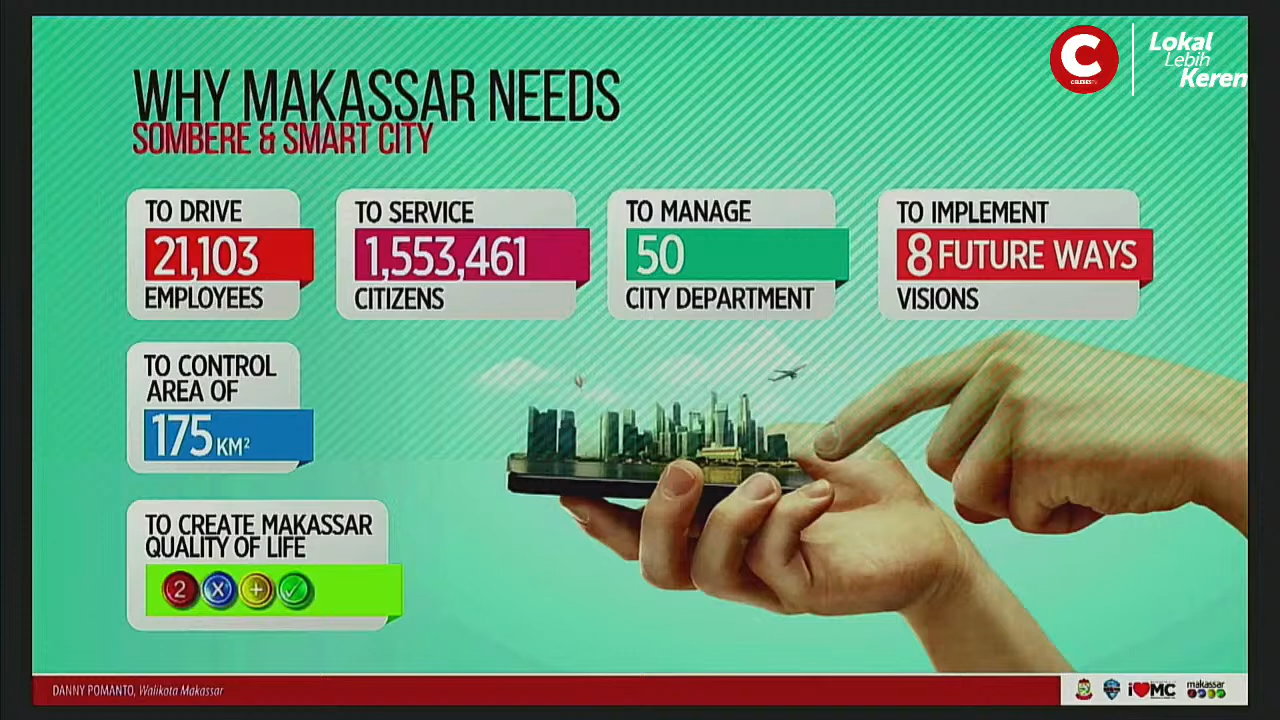 C
CELEBES TV
Lokal
Lebih
Keren
WHY MAKASSAR NEEDS
SOMBERE & SMART CITY
TO DRIVE
21,103
EMPLOYEES
TO SERVICE
1,553,461
CITIZENS
TO MANAGE
50
CITY DEPARTMENT
TO IMPLEMENT
8 FUTURE WAYS
VISIONS
TO CONTROL
AREA OF
175 KM²
TO CREATE MAKASSAR
QUALITY OF LIFE
2 X + ✓
DANNY POMANTO, Walikota Makassar
i MC
makassar